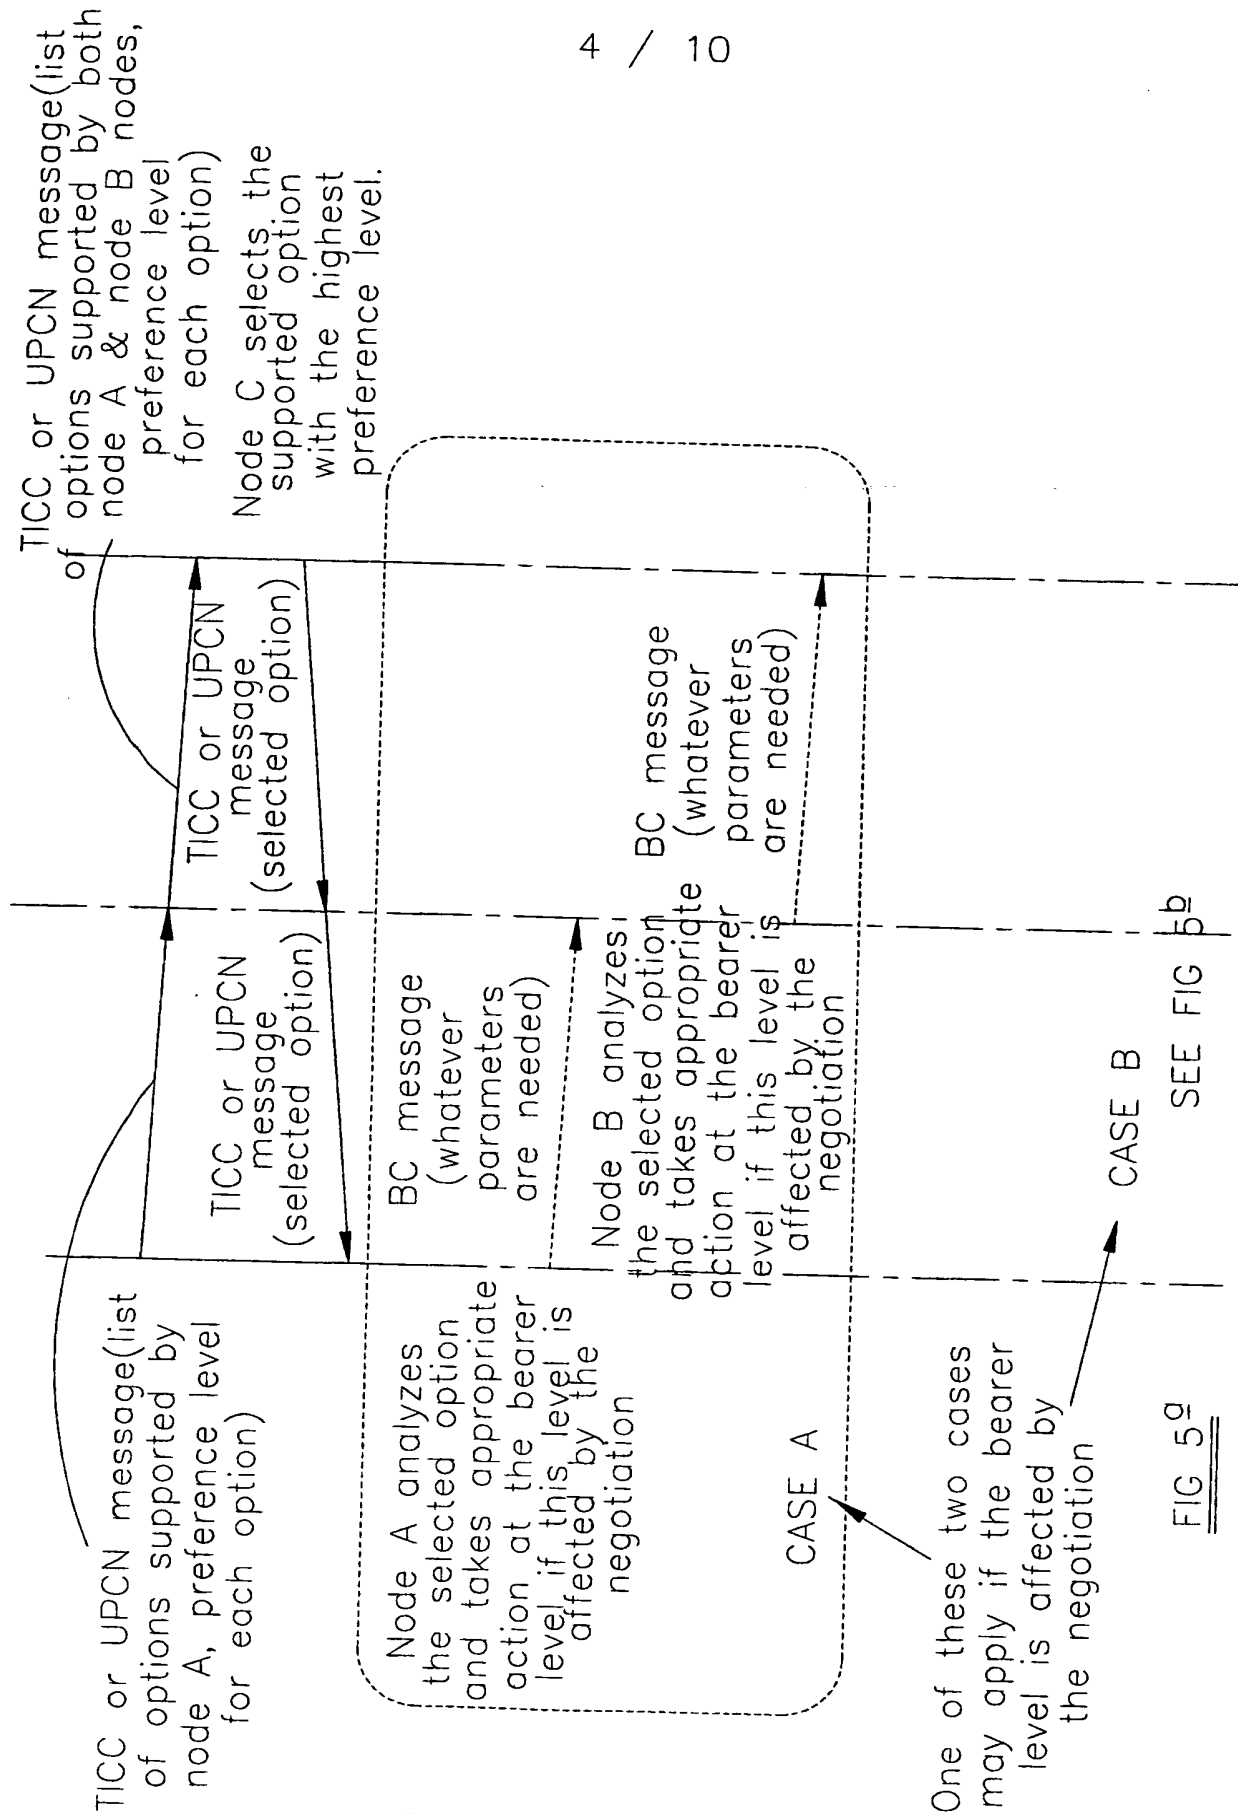 4 / 10
TICC or UPCN message(list
of options supported by
node A, preference level
for each option)
TICC or UPCN message(list
of options supported by both
node A & node B nodes,
preference level
for each option)
Node C selects the
supported option
with the highest
preference level.
TICC or UPCN
message
(selected option)
TICC or UPCN
message
(selected option)
Node A analyzes
the selected option
and takes appropriate
action at the bearer
level, if this level is
affected by the
negotiation
BC message
(whatever
parameters
are needed)
Node B analyzes
the selected option
and takes appropriate
action at the bearer
level if this level is
affected by the
negotiation
BC message
(whatever
parameters
are needed)
CASE A
One of these two cases
may apply if the bearer
level is affected by
the negotiation
CASE B
SEE FIG 5b
FIG 5a